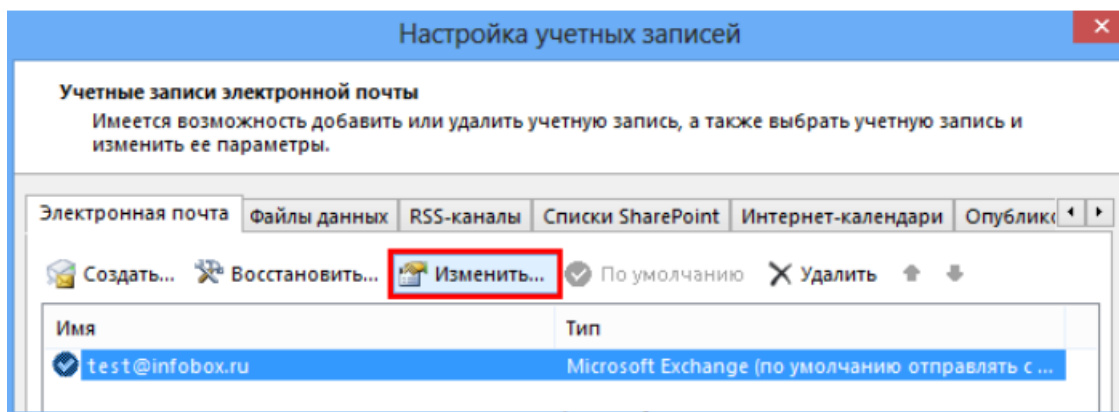 Настройка учетных записей
Учетные записи электронной почты
Имеется возможность добавить или удалить учетную запись, а также выбрать учетную запись и
изменить ее параметры.
Электронная почта Файлы данных RSS-каналы Списки SharePoint Интернет-календари
Создать... Восстановить... Изменить... По умолчанию Удалить
Имя Тип
test@infobox.ru Microsoft Exchange (по умолчанию отправлять с ...